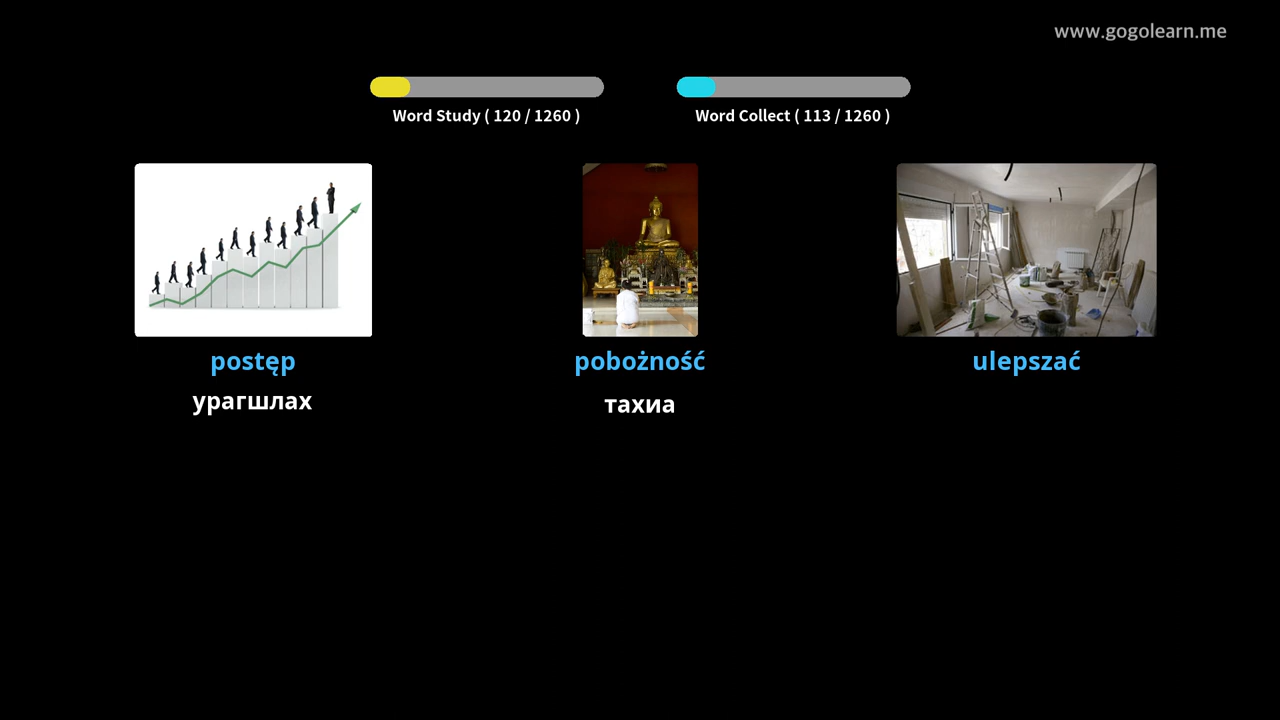 www.gogolearn.me
Word Study ( 120 / 1260 )
Word Collect ( 113 / 1260 )
postęp
pobożność
ulepszać
урагшлах
тахиа